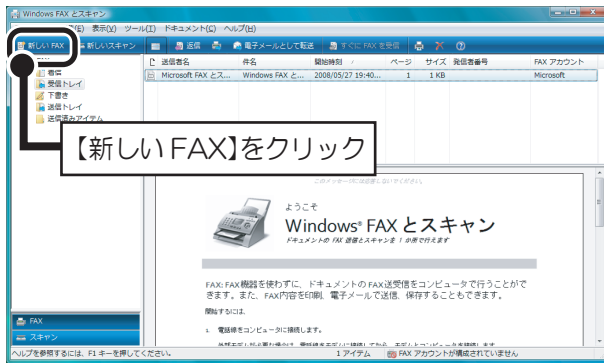 Windows FAX とスキャン
(E) 表示(V) ツール(T) ドキュメント(C) ヘルプ(H)
新しい FAX 新しいスキャン 返信 電子メールとして転送 すぐに FAX を受信
送信者名 件名 開始時刻 ページ サイズ 発信者番号 FAX アカウント
Microsoft FAX とス... Windows FAX と... 2008/05/27 19:40... 1 1 KB Microsoft
着信
受信トレイ
下書き
送信トレイ
送信済みアイテム
【新しい FAX】をクリック
ようこそ
Windows® FAX とスキャン
ドキュメントの FAX 送信とスキャンを 1 か所で行えます
FAX: FAX機器を使わずに、ドキュメントの FAX送受信をコンピュータで行うことがで
きます。また、FAX内容を印刷、電子メールで送信、保存することもできます。
開始するには.
1. 電話線をコンピュータに接続します。
FAX
スキャン
ヘルプを参照するには、F1 キーを押してください。 1 アイテム FAX アカウントが構成されていません